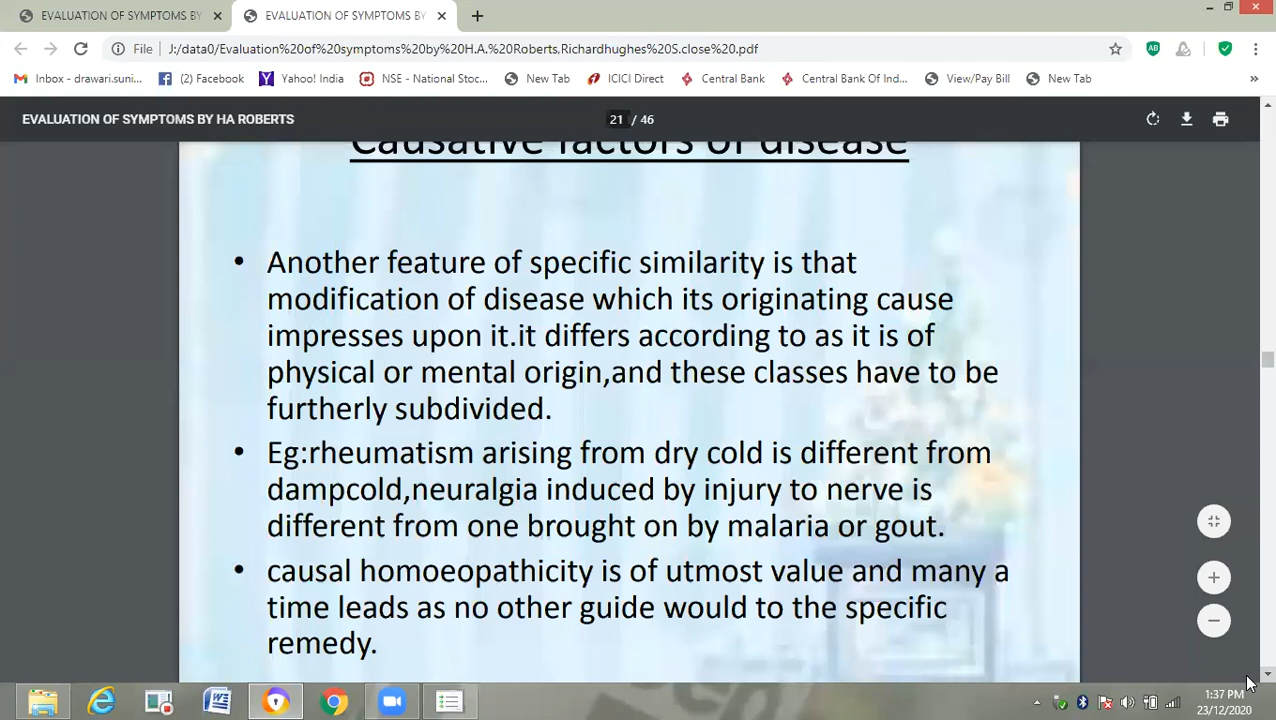 EVALUATION OF SYMPTOMS BY
EVALUATION OF SYMPTOMS BY
File
J:/data0/Evaluation%20of%20symptoms%20by%20H.A.%20Roberts.Richardhughes%20S.close%20.pdf
Inbox - drawari.suni...
(2) Facebook
Yahoo! India
NSE - National Stoc...
New Tab
ICICI Direct
Central Bank
Central Bank Of Ind...
View/Pay Bill
New Tab
»
EVALUATION OF SYMPTOMS BY HA ROBERTS
21 / 46
Causative factors of disease
• Another feature of specific similarity is that
modification of disease which its originating cause
impresses upon it.it differs according to as it is of
physical or mental origin,and these classes have to be
furtherly subdivided.
• Eg:rheumatism arising from dry cold is different from
dampcold,neuralgia induced by injury to nerve is
different from one brought on by malaria or gout.
• causal homoeopathicity is of utmost value and many a
time leads as no other guide would to the specific
remedy.
1:37 PM
23/12/2020